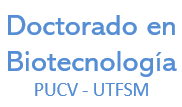 Doctorado en
Biotecnología
PUCV - UTFSM